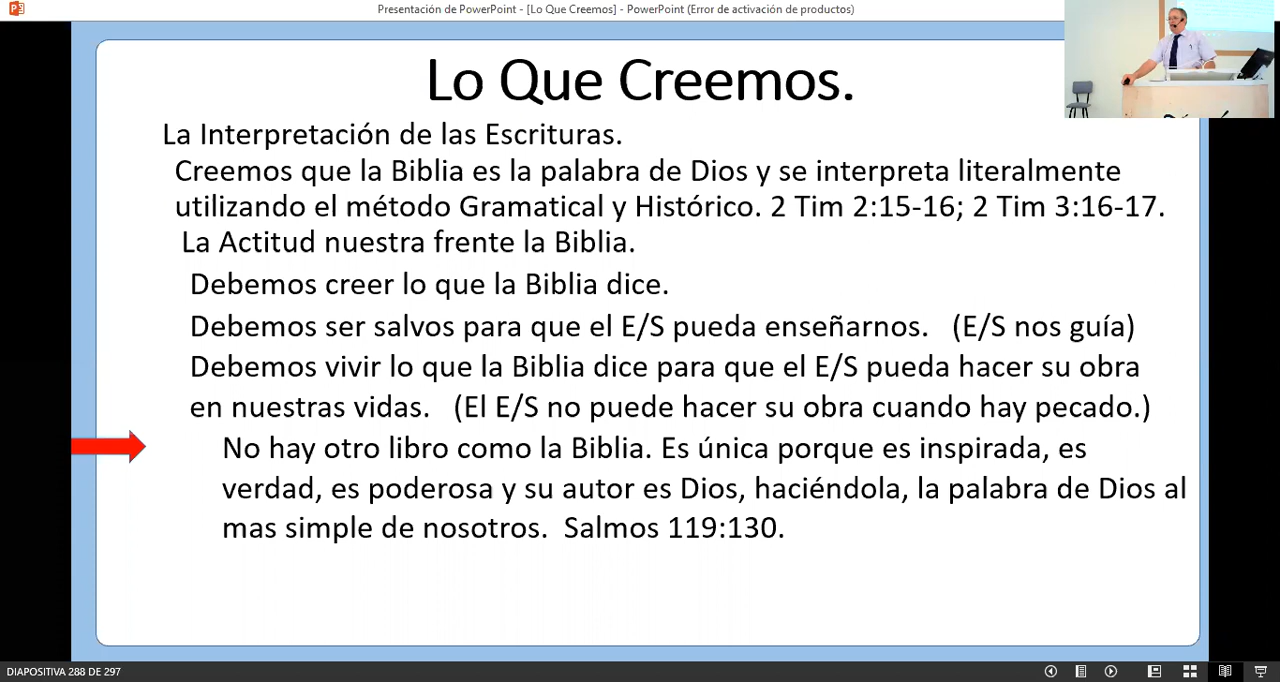 Presentación de PowerPoint - [Lo Que Creemos] - PowerPoint (Error de activación de productos)
Lo Que Creemos.
La Interpretación de las Escrituras.
Creemos que la Biblia es la palabra de Dios y se interpreta literalmente
utilizando el método Gramatical y Histórico. 2 Tim 2:15-16; 2 Tim 3:16-17.
La Actitud nuestra frente la Biblia.
Debemos creer lo que la Biblia dice.
Debemos ser salvos para que el E/S pueda enseñarnos. (E/S nos guía)
Debemos vivir lo que la Biblia dice para que el E/S pueda hacer su obra
en nuestras vidas. (El E/S no puede hacer su obra cuando hay pecado.)
No hay otro libro como la Biblia. Es única porque es inspirada, es
verdad, es poderosa y su autor es Dios, haciéndola, la palabra de Dios al
mas simple de nosotros. Salmos 119:130.
DIAPOSITIVA 288 DE 297